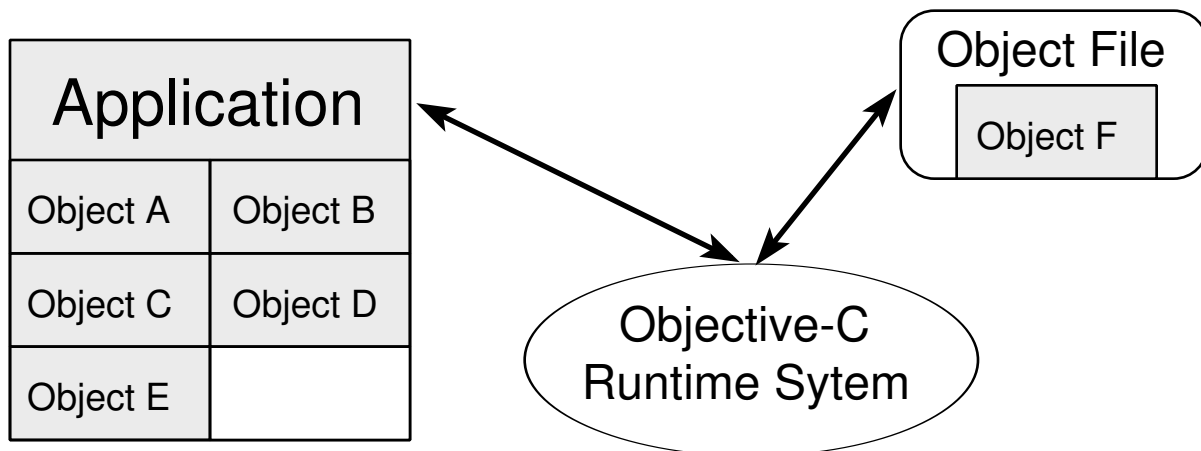 Application
Object A
Object B
Object C
Object D
Object E
Objective-C
Runtime Sytem
Object File
Object F